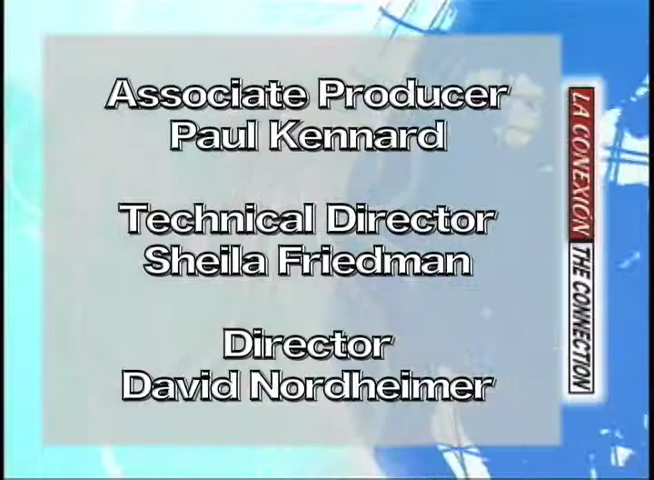 Associate Producer
Paul Kennard
Technical Director
Sheila Friedman
Director
David Nordheimer
LA CONEXIÓN THE CONNECTION